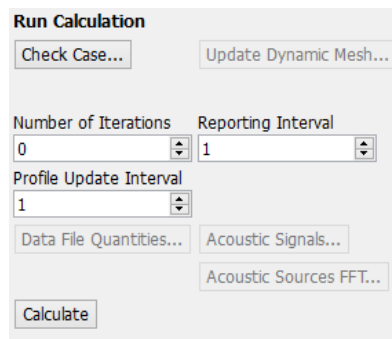 Run Calculation
Check Case... Update Dynamic Mesh...
Number of Iterations Reporting Interval
0 1
Profile Update Interval
1
Data File Quantities... Acoustic Signals...
Acoustic Sources FFT...
Calculate